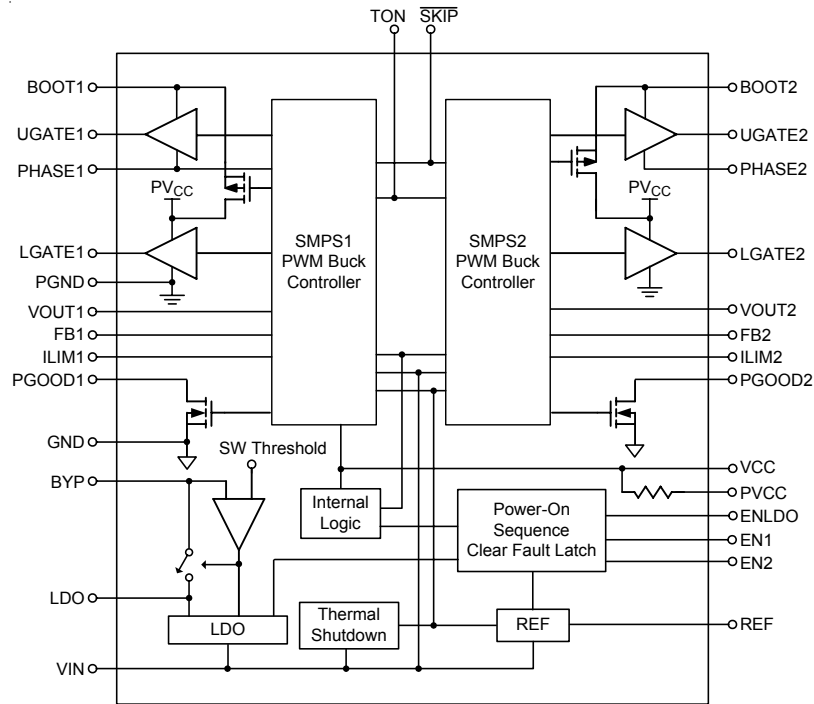 TON
SKIP
BOOT1
UGATE1
PHASE1
PVCC
LGATE1
PGND
VOUT1
FB1
ILIM1
PGOOD1
GND
BYP
LDO
VIN
SMPS1
PWM Buck
Controller
SMPS2
PWM Buck
Controller
BOOT2
UGATE2
PHASE2
PVCC
LGATE2
VOUT2
FB2
ILIM2
PGOOD2
VCC
PVCC
ENLDO
EN1
EN2
REF
SW Threshold
Internal
Logic
Power-On
Sequence
Clear Fault Latch
LDO
Thermal
Shutdown
REF